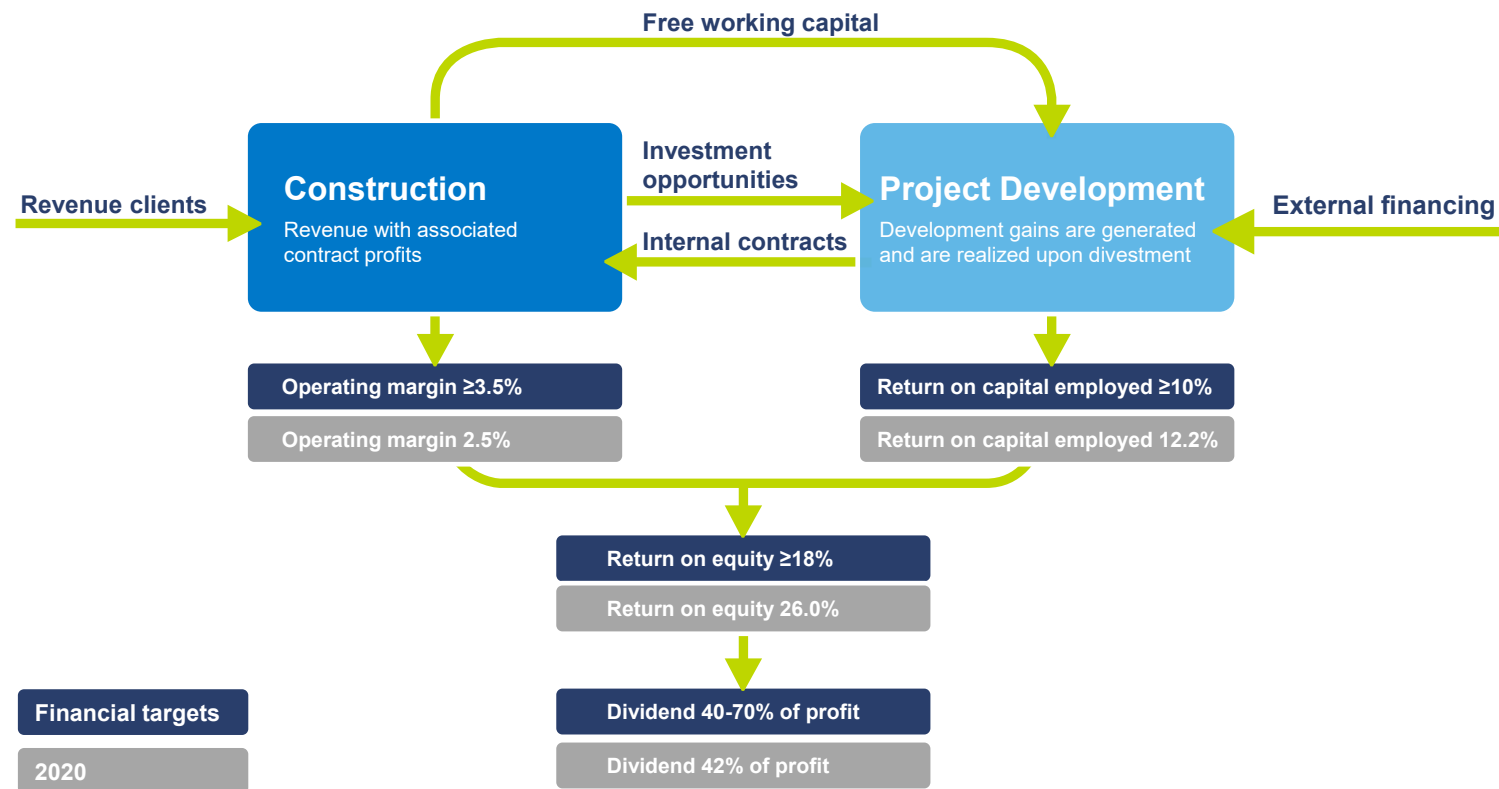 Free working capital
Revenue clients
Construction
Revenue with associated
contract profits
Investment
opportunities
Internal contracts
Project Development
Development gains are generated
and are realized upon divestment
External financing
Operating margin ≥3.5%
Operating margin 2.5%
Return on capital employed ≥10%
Return on capital employed 12.2%
Return on equity ≥18%
Return on equity 26.0%
Dividend 40-70% of profit
Dividend 42% of profit
Financial targets
2020